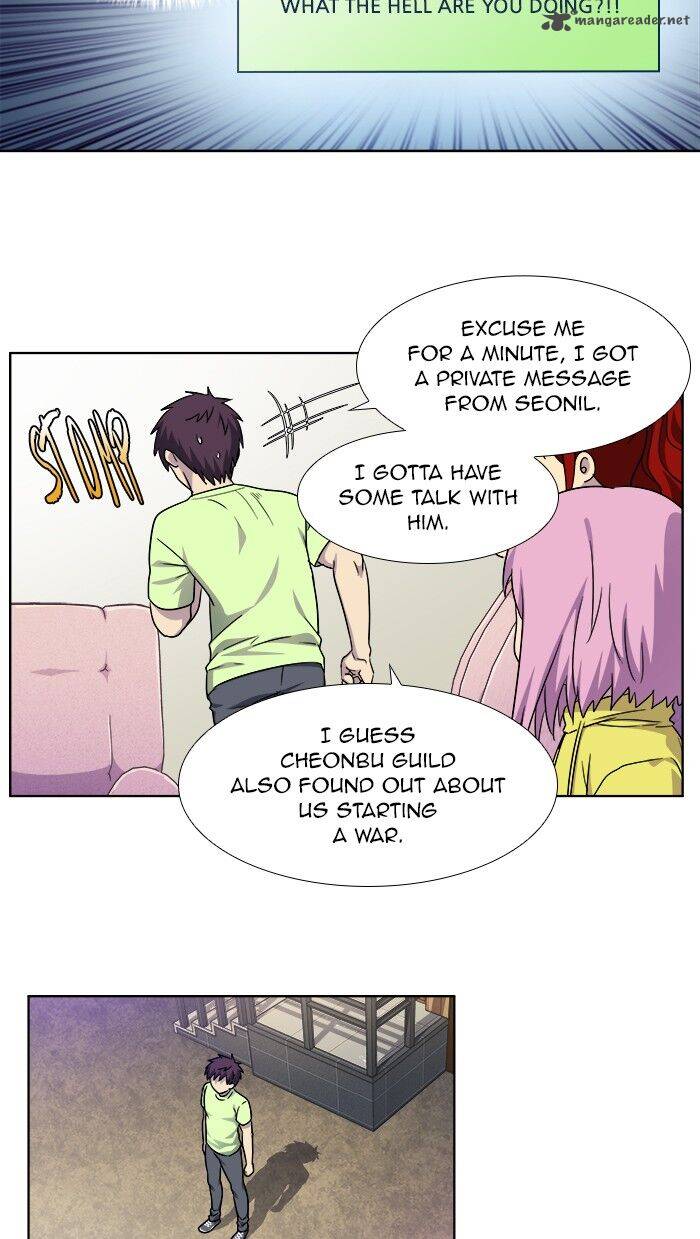 WHAT THE HELL ARE YOU DOING?!!
mangareader.net
EXCUSE ME
FOR A MINUTE, I GOT
A PRIVATE MESSAGE
FROM SEONIL.
STOMP
I GOTTA HAVE
SOME TALK WITH
HIM.
I GUESS
CHEONBU GUILD
ALSO FOUND OUT ABOUT
US STARTING
A WAR.